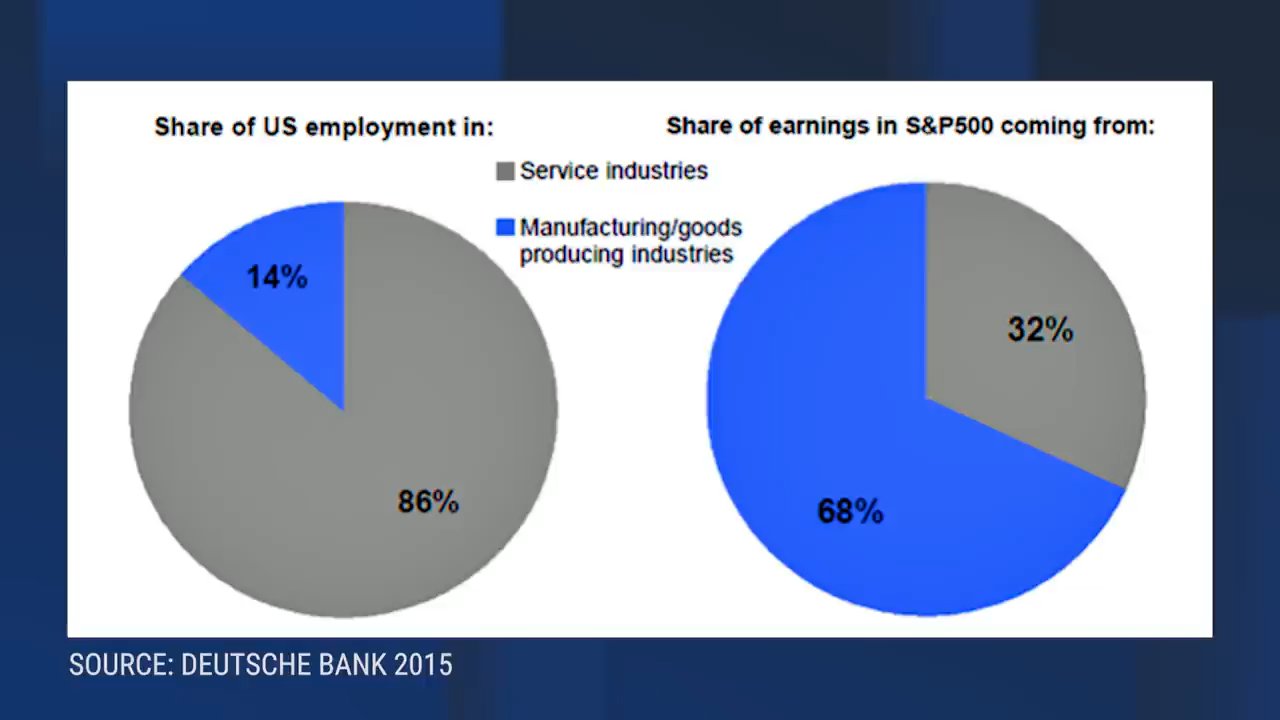 Share of US employment in:
Share of earnings in S&P500 coming from:
Service industries
Manufacturing/goods
producing industries
14%
86%
32%
68%
SOURCE: DEUTSCHE BANK 2015